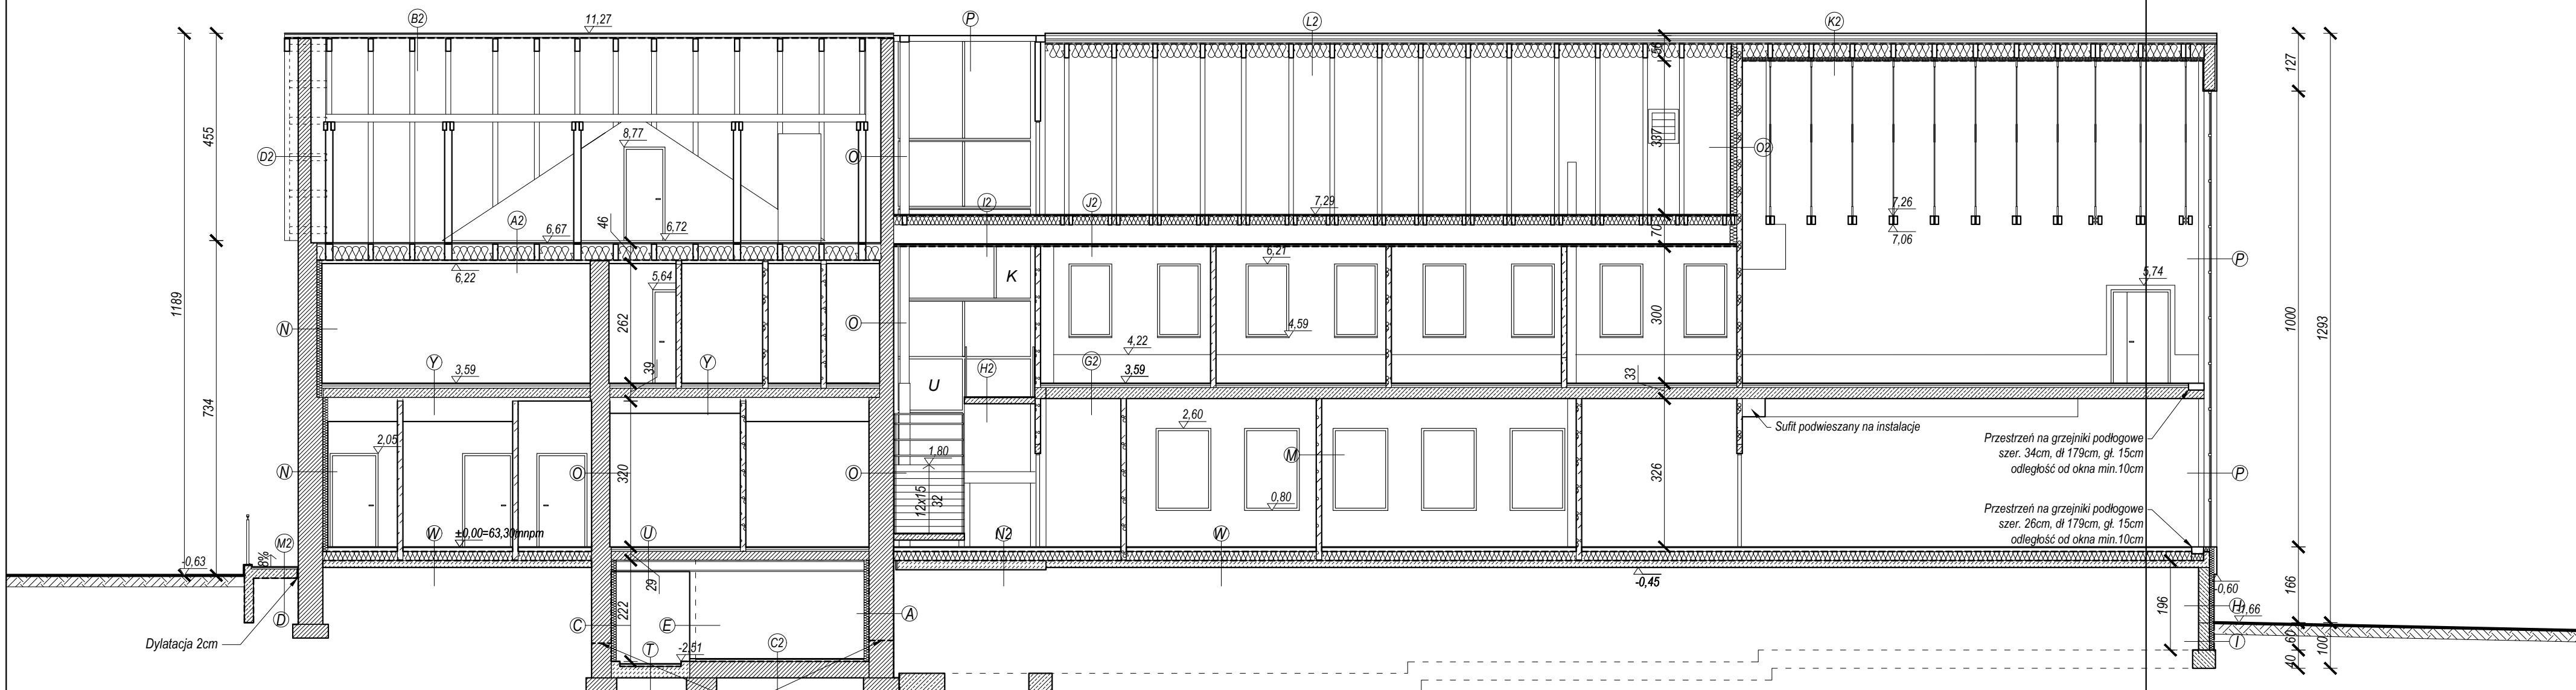 B2
11,27
P
L2
K2
50
127
455
8,77
D2
O
337
O2
46
A2
I2
J2
7,29
7,26
6,67
6,72
70
7,06
6,22
6,21
K
P
5,64
5,74
1189
262
N
O
300
1000
1293
4,59
39
4,22
Y
3,59
Y
U
H2
G2
3,59
33
734
2,60
Sufit podwieszany na instalacje
2,05
1,80
M
Przestrzeń na grzejniki podłogowe
szer. 34cm, dł 179cm, gł. 15cm
odległość od okna min.10cm
N
O
320
O
12x15
32
326
P
0,80
Przestrzeń na grzejniki podłogowe
szer. 26cm, dł 179cm, gł. 15cm
odległość od okna min.10cm
W
±0,00=63,30mnpm
U
N2
W
M2
8%
-0,63
29
-0,45
-0,60
166
222
196
H
-1,66
D
C
E
A
Dylatacja 2cm
T
-2,51
C2
I
60
100
40